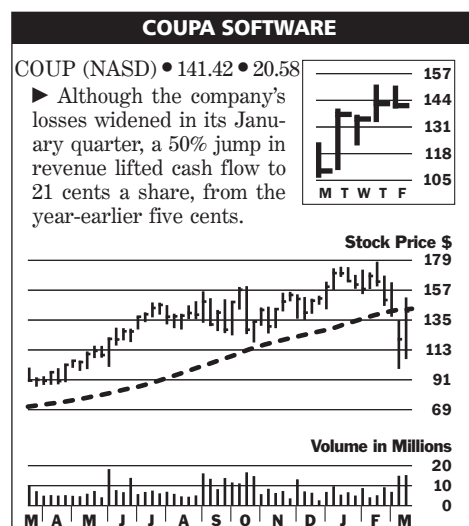 COUPA SOFTWARE
COUP (NASD) ● 141.42 ● 20.58
► Although the company's
losses widened in its Janu-
ary quarter, a 50% jump in
revenue lifted cash flow to
21 cents a share, from the
year-earlier five cents.
157
144
131
118
105
M T W T F
Stock Price $
179
157
135
113
91
69
Volume in Millions
20
10
0
M A M J J A S O N D J F M